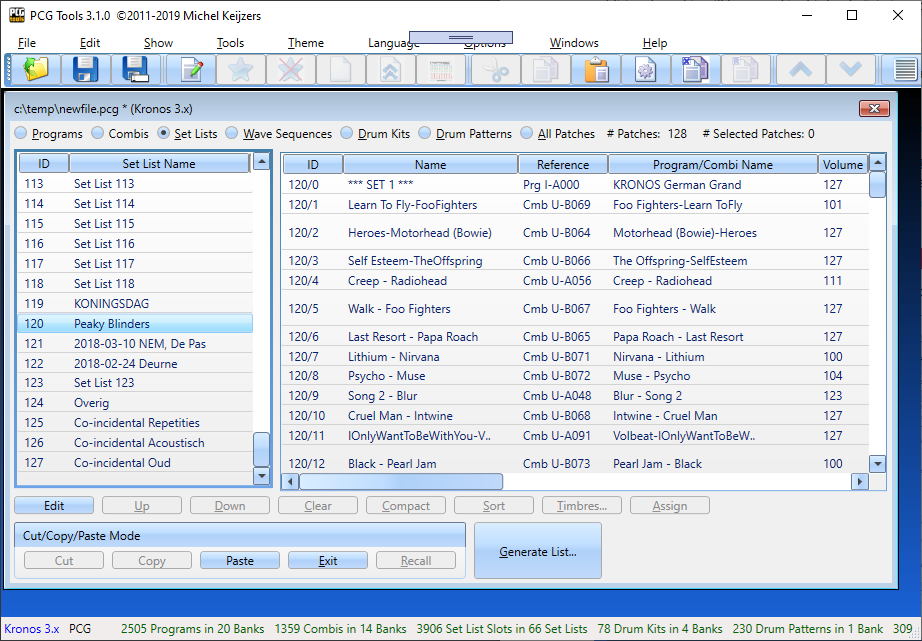 PCG Tools 3.1.0 ©2011-2019 Michel Keijzers
File Edit Show Tools Theme Language Options Windows Help
c:\temp\newfile.pcg * (Kronos 3.x)
Programs Combis Set Lists Wave Sequences Drum Kits Drum Patterns All Patches # Patches: 128 # Selected Patches: 0
ID Set List Name
113 Set List 113
114 Set List 114
115 Set List 115
116 Set List 116
117 Set List 117
118 Set List 118
119 KONINGSDAG
120 Peaky Blinders
121 2018-03-10 NEM, De Pas
122 2018-02-24 Deurne
123 Set List 123
124 Overig
125 Co-incidental Repetities
126 Co-incidental Acoustisch
127 Co-incidental Oud
ID Name Reference Program/Combi Name Volume
120/0 *** SET 1 *** Prg I-A000 KRONOS German Grand 127
120/1 Learn To Fly-FooFighters Cmb U-B069 Foo Fighters-Learn ToFly 101
120/2 Heroes-Motorhead (Bowie) Cmb U-B064 Motorhead (Bowie)-Heroes 127
120/3 Self Esteem-TheOffspring Cmb U-B066 The Offspring-SelfEsteem 127
120/4 Creep - Radiohead Cmb U-A056 Creep - Radiohead 111
120/5 Walk - Foo Fighters Cmb U-B067 Foo Fighters - Walk 127
120/6 Last Resort - Papa Roach Cmb U-B065 Papa Roach - Last Resort 127
120/7 Lithium - Nirvana Cmb U-B071 Nirvana - Lithium 100
120/8 Psycho - Muse Cmb U-B072 Muse - Psycho 104
120/9 Song 2 - Blur Cmb U-A048 Blur - Song 2 123
120/10 Cruel Man - Intwine Cmb U-B068 Intwine - Cruel Man 127
120/11 IOnlyWantToBeWithYou-V.. Cmb U-A091 Volbeat-IOnlyWantToBeW.. 127
120/12 Black - Pearl Jam Cmb U-B073 Pearl Jam - Black 100
Edit Up Down Clear Compact Sort Timbres... Assign
Cut/Copy/Paste Mode
Cut Copy Paste Exit Recall
Generate List...
Kronos 3.x PCG 2505 Programs in 20 Banks 1359 Combis in 14 Banks 3906 Set List Slots in 66 Set Lists 78 Drum Kits in 4 Banks 230 Drum Patterns in 1 Bank 309